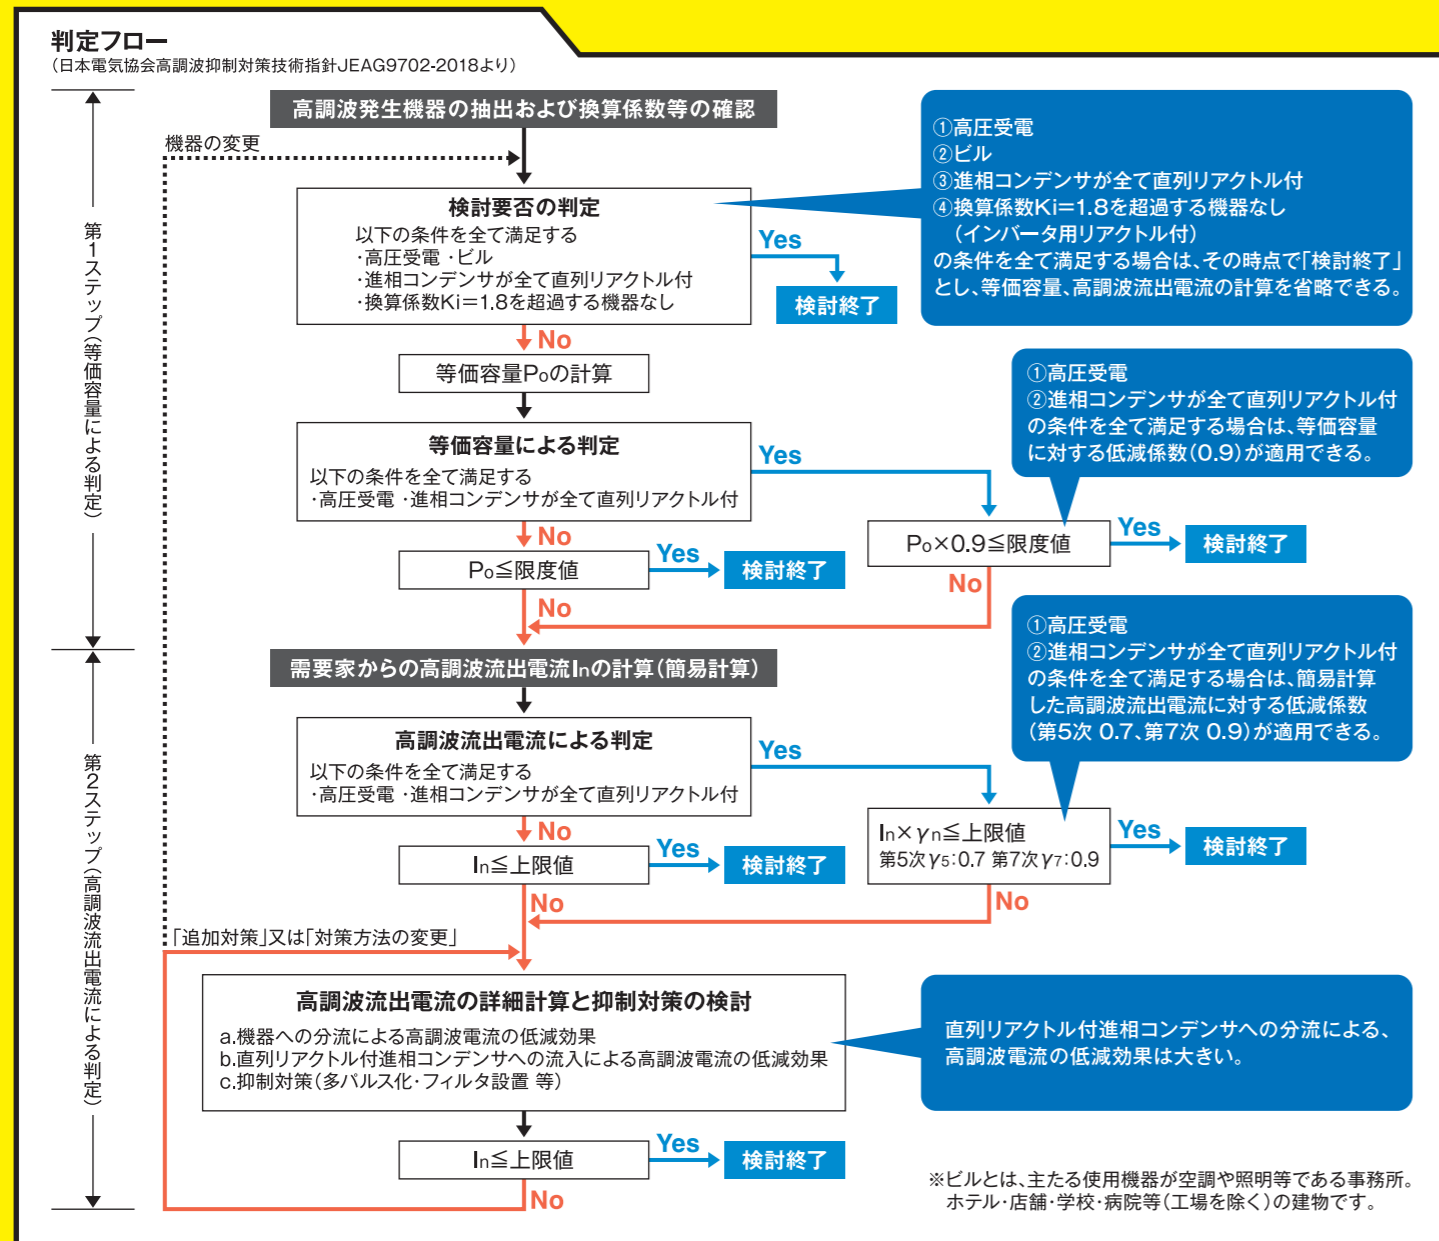 判定フロー
（日本電気協会高調波抑制対策技術指針JEAG9702-2018より）
高調波発生機器の抽出および換算係数等の確認
機器の変更
検討要否の判定
以下の条件を全て満足する
・高圧受電 ・ビル
・進相コンデンサが全て直列リアクトル付
・換算係数Ki＝1.8を超過する機器なし
Yes
検討終了
No
①高圧受電
②ビル
③進相コンデンサが全て直列リアクトル付
④換算係数Ki＝1.8を超過する機器なし
（インバータ用リアクトル付）
の条件を全て満足する場合は、その時点で「検討終了」
とし、等価容量、高調波流出電流の計算を省略できる。
第1ステップ（等価容量による判定）
等価容量Poの計算
等価容量による判定
以下の条件を全て満足する
・高圧受電 ・進相コンデンサが全て直列リアクトル付
Yes
No
①高圧受電
②進相コンデンサが全て直列リアクトル付
の条件を全て満足する場合は、等価容量
に対する低減係数（0.9）が適用できる。
Po≦限度値
Yes
検討終了
No
Po×0.9≦限度値
Yes
検討終了
No
需要家からの高調波流出電流Inの計算（簡易計算）
①高圧受電
②進相コンデンサが全て直列リアクトル付
の条件を全て満足する場合は、簡易計算
した高調波流出電流に対する低減係数
（第5次 0.7、第7次 0.9）が適用できる。
第2ステップ（高調波流出電流による判定）
高調波流出電流による判定
以下の条件を全て満足する
・高圧受電 ・進相コンデンサが全て直列リアクトル付
Yes
No
In≦上限値
Yes
検討終了
No
In×γn≦上限値
第5次γ5：0.7 第7次γ7：0.9
Yes
検討終了
No
「追加対策」又は「対策方法の変更」
高調波流出電流の詳細計算と抑制対策の検討
a.機器への分流による高調波電流の低減効果
b.直列リアクトル付進相コンデンサへの流入による高調波電流の低減効果
c.抑制対策（多パルス化・フィルタ設置 等）
直列リアクトル付進相コンデンサへの分流による、
高調波電流の低減効果は大きい。
In≦上限値
Yes
検討終了
No
※ビルとは、主たる使用機器が空調や照明等である事務所。
ホテル・店舗・学校・病院等（工場を除く）の建物です。